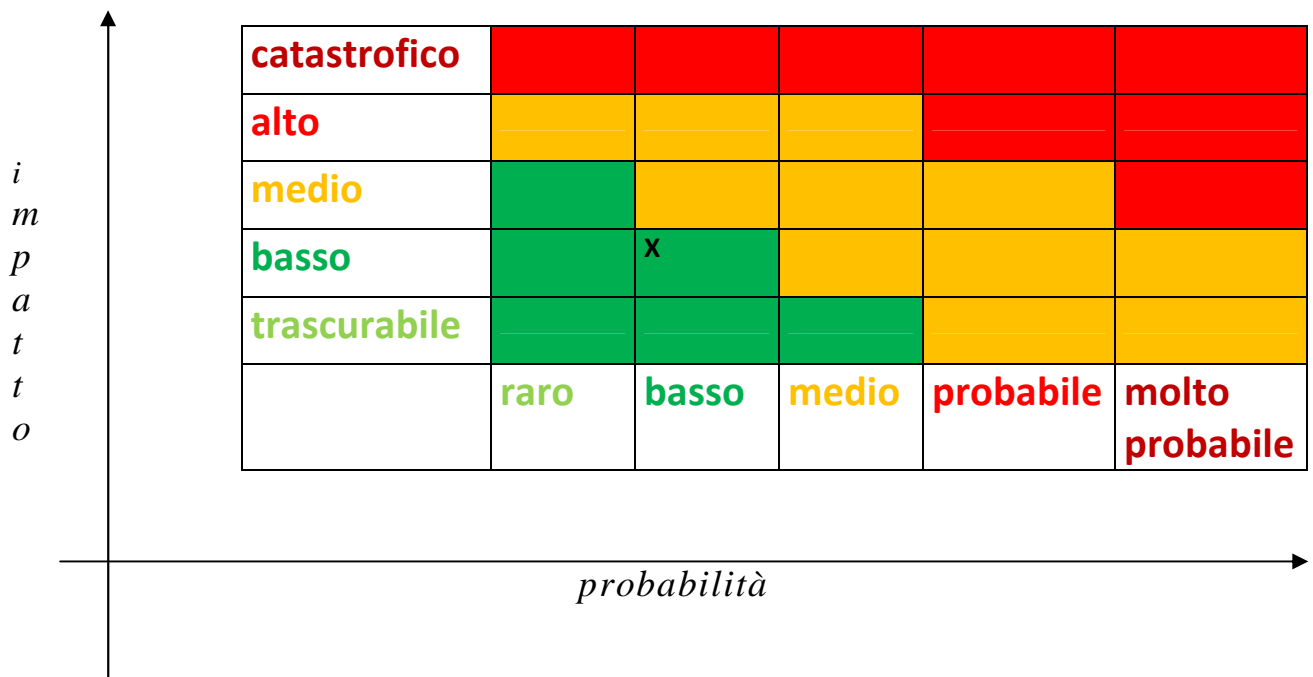 catastrofico
alto
medio
basso X
trascurabile
raro basso medio probabile molto
probabile
i
m
p
a
t
t
o
probabilità